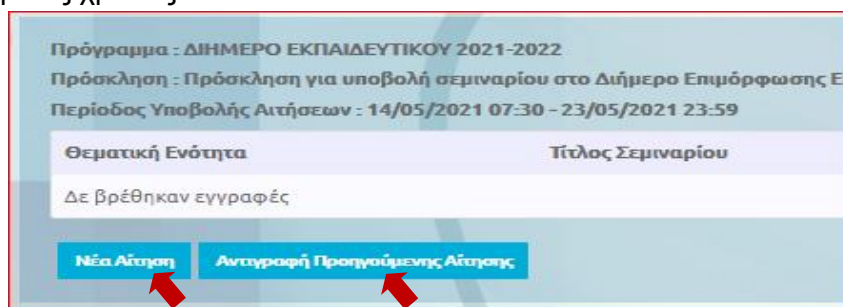 Πρόγραμμα : ΔΙΗΜΕΡΟ ΕΚΠΑΙΔΕΥΤΙΚΟΥ 2021-2022
Πρόσκληση : Πρόσκληση για υποβολή σεμιναρίου στο Διήμερο Επιμόρφωσης Ε
Περίοδος Υποβολής Αιτήσεων : 14/05/2021 07:30 - 23/05/2021 23:59
Θεματική Ενότητα Τίτλος Σεμιναρίου
Δε βρέθηκαν εγγραφές
Νέα Αίτηση Αντιγραφή Προηγούμενης Αίτησης